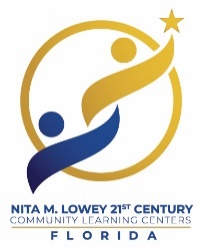 NITA M. LOWEY 21ST CENTURY
COMMUNITY LEARNING CENTERS
FLORIDA